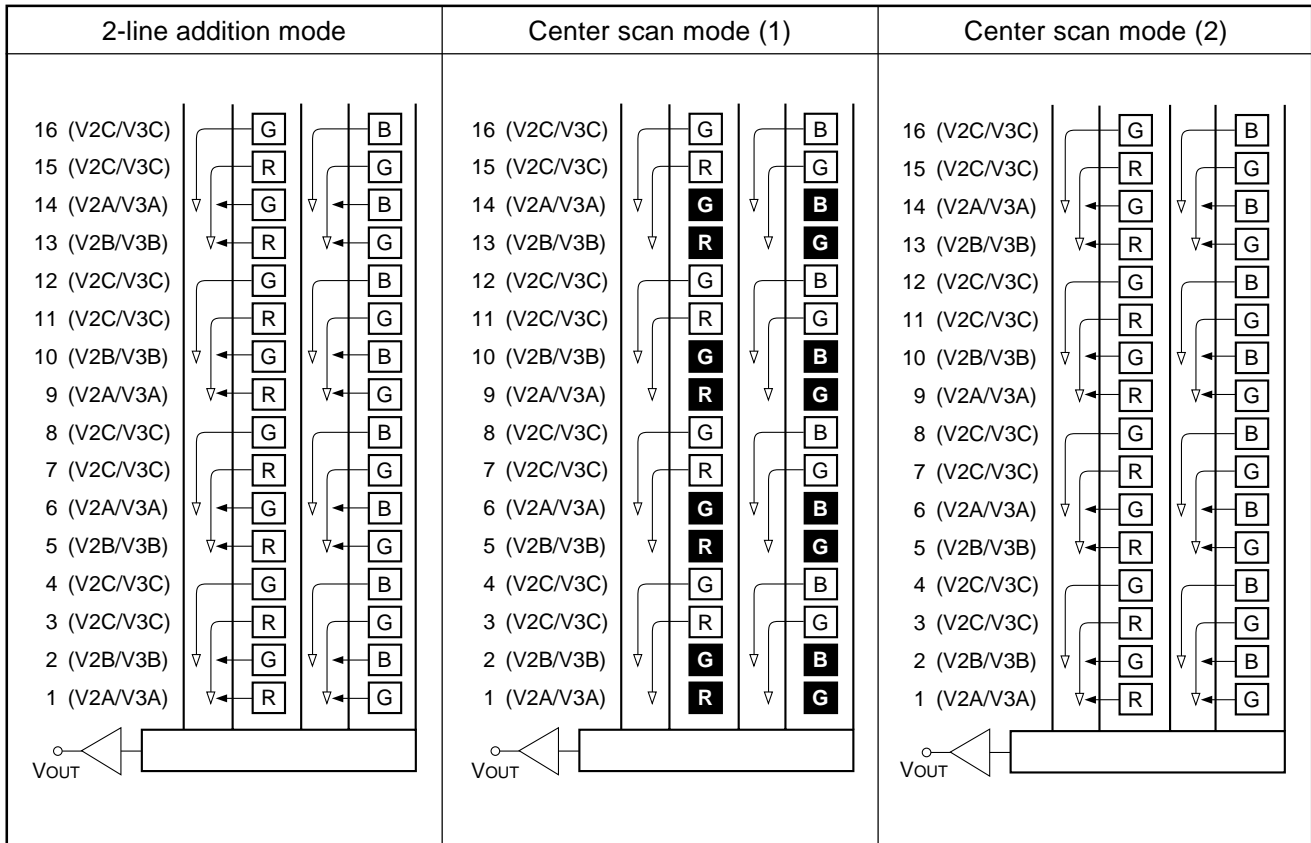 2-line addition mode Center scan mode (1) Center scan mode (2)
16 (V2C/V3C) G B 16 (V2C/V3C) G B 16 (V2C/V3C) G B
15 (V2C/V3C) R G 15 (V2C/V3C) R G 15 (V2C/V3C) R G
14 (V2A/V3A) G B 14 (V2A/V3A) G B 14 (V2A/V3A) G B
13 (V2B/V3B) R G 13 (V2B/V3B) R G 13 (V2B/V3B) R G
12 (V2C/V3C) G B 12 (V2C/V3C) G B 12 (V2C/V3C) G B
11 (V2C/V3C) R G 11 (V2C/V3C) R G 11 (V2C/V3C) R G
10 (V2B/V3B) G B 10 (V2B/V3B) G B 10 (V2B/V3B) G B
9 (V2A/V3A) R G 9 (V2A/V3A) R G 9 (V2A/V3A) R G
8 (V2C/V3C) G B 8 (V2C/V3C) G B 8 (V2C/V3C) G B
7 (V2C/V3C) R G 7 (V2C/V3C) R G 7 (V2C/V3C) R G
6 (V2A/V3A) G B 6 (V2A/V3A) G B 6 (V2A/V3A) G B
5 (V2B/V3B) R G 5 (V2B/V3B) R G 5 (V2B/V3B) R G
4 (V2C/V3C) G B 4 (V2C/V3C) G B 4 (V2C/V3C) G B
3 (V2C/V3C) R G 3 (V2C/V3C) R G 3 (V2C/V3C) R G
2 (V2B/V3B) G B 2 (V2B/V3B) G B 2 (V2B/V3B) G B
1 (V2A/V3A) R G 1 (V2A/V3A) R G 1 (V2A/V3A) R G
VOUT VOUT VOUT